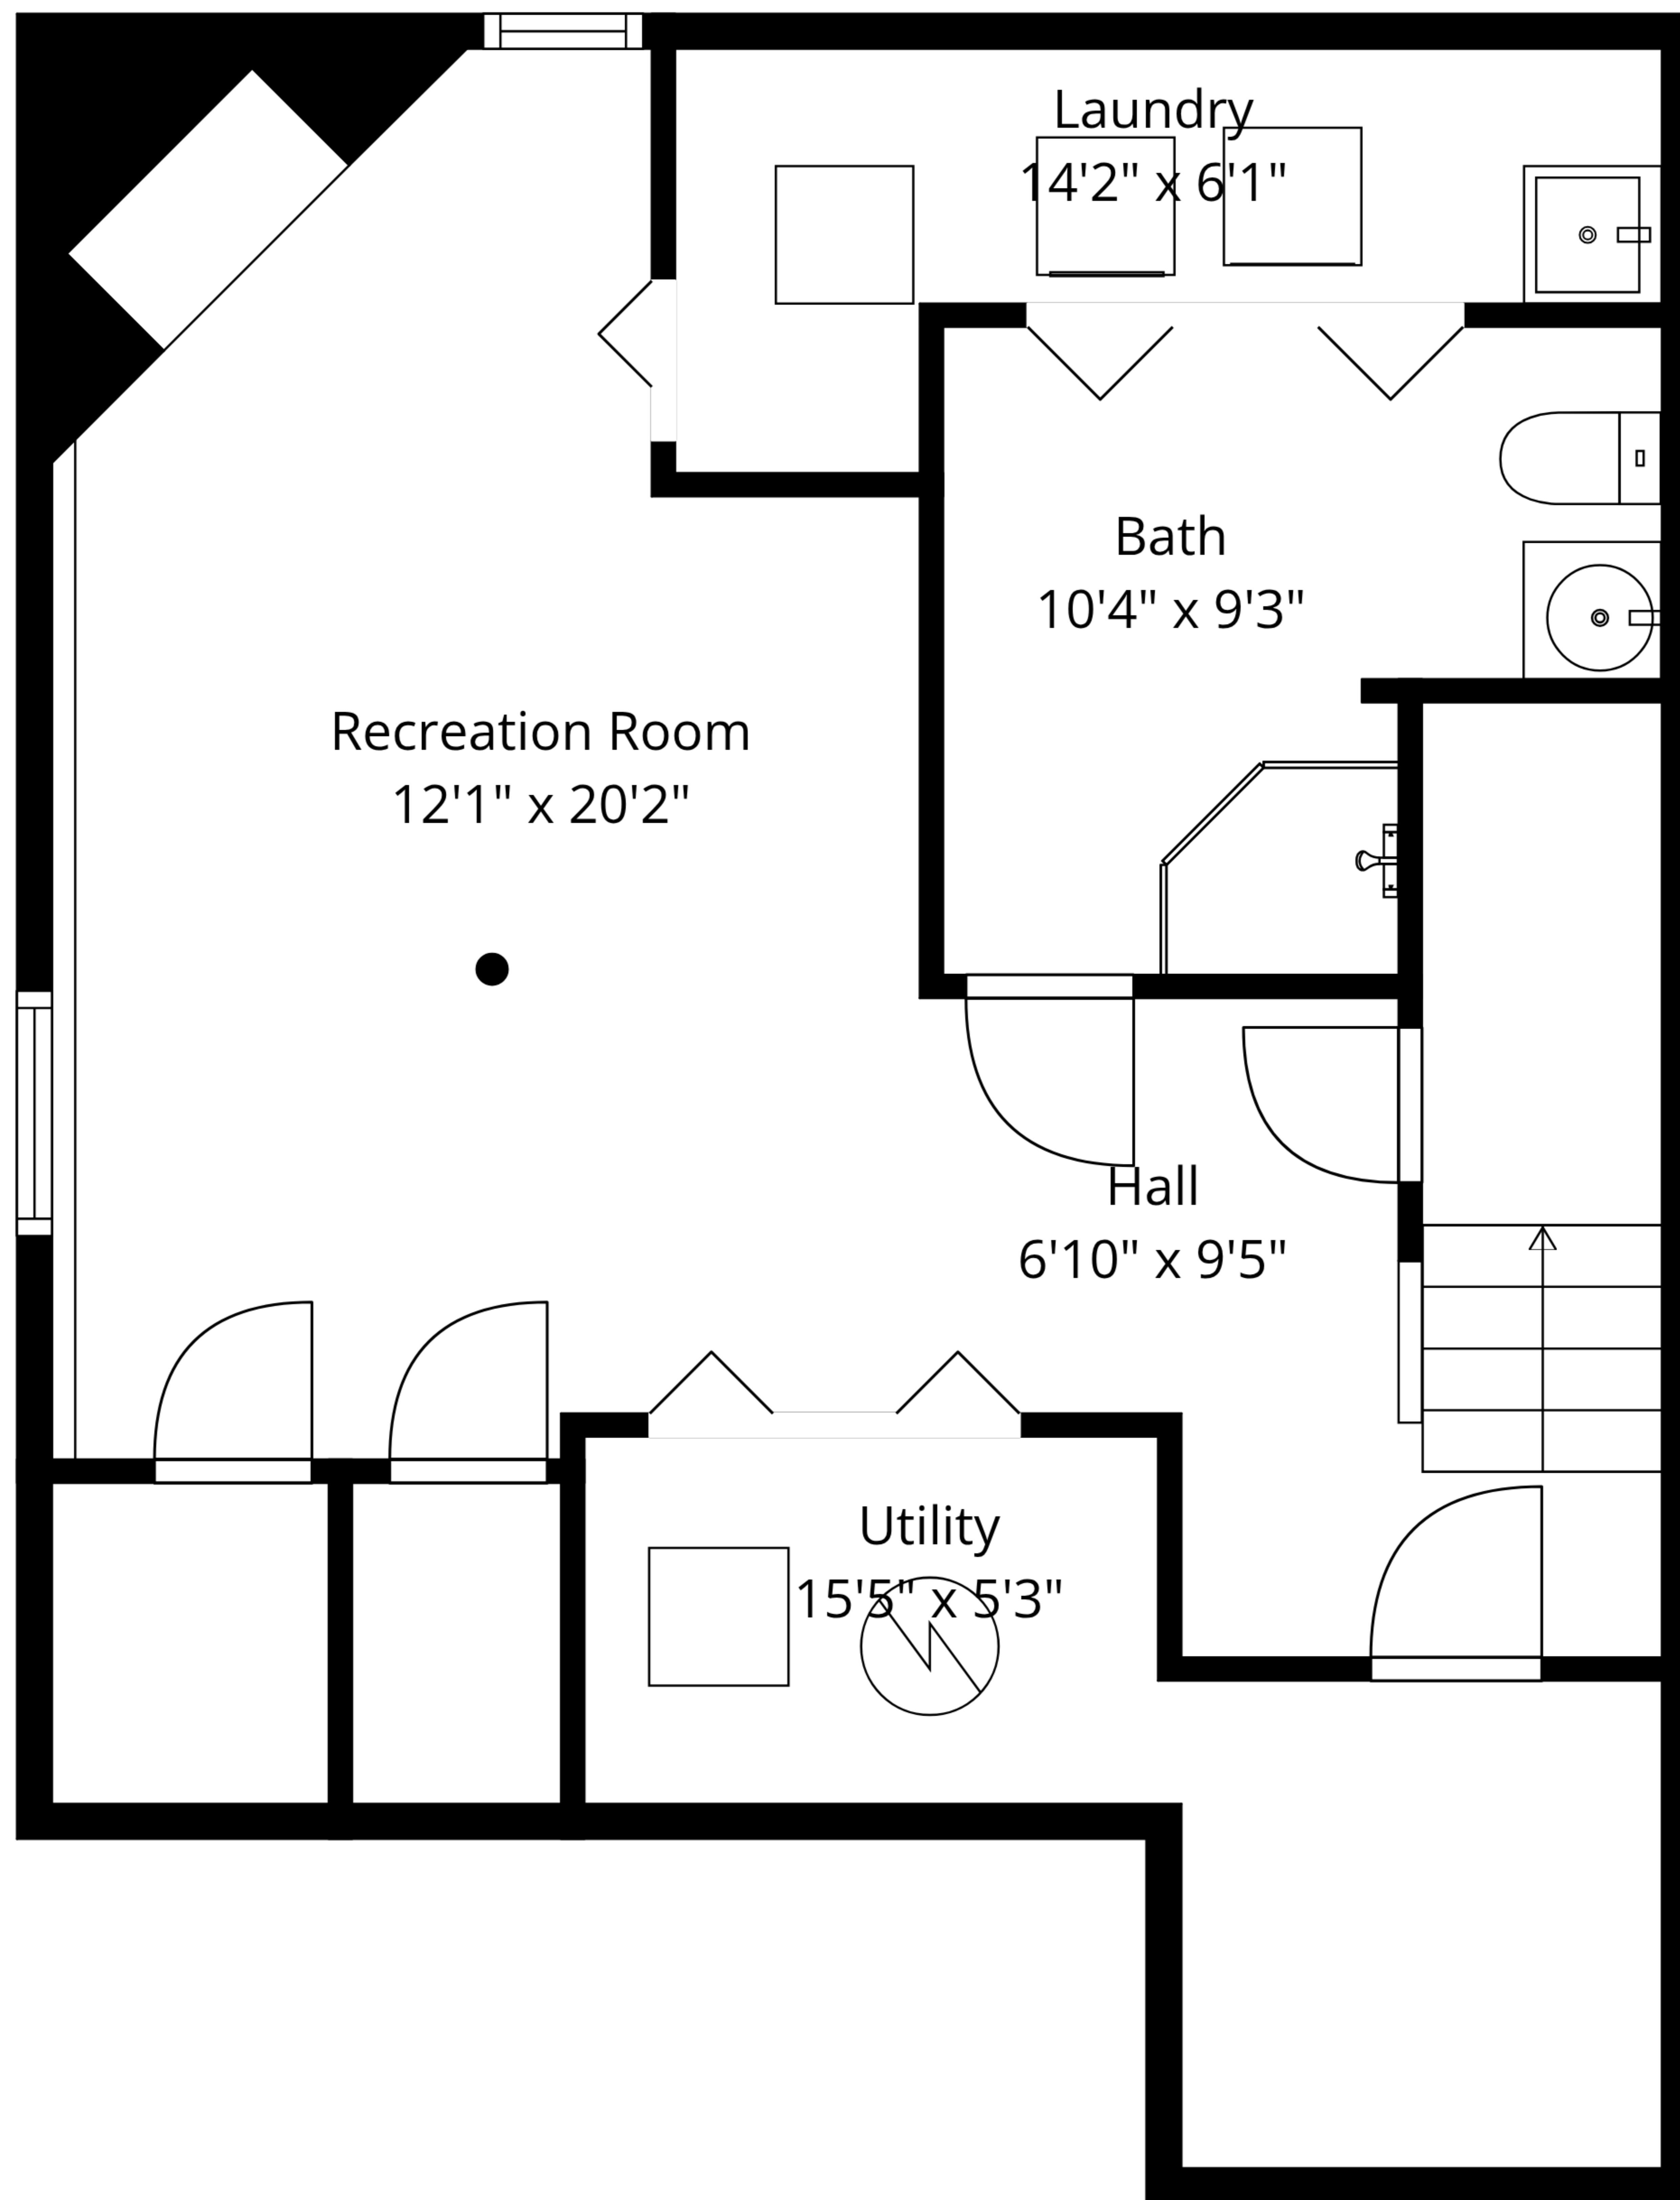 Laundry
14'2" x 6'1"
Bath
10'4" x 9'3"
Recreation Room
12'1" x 20'2"
Hall
6'10" x 9'5"
Utility
15'5" x 5'3"